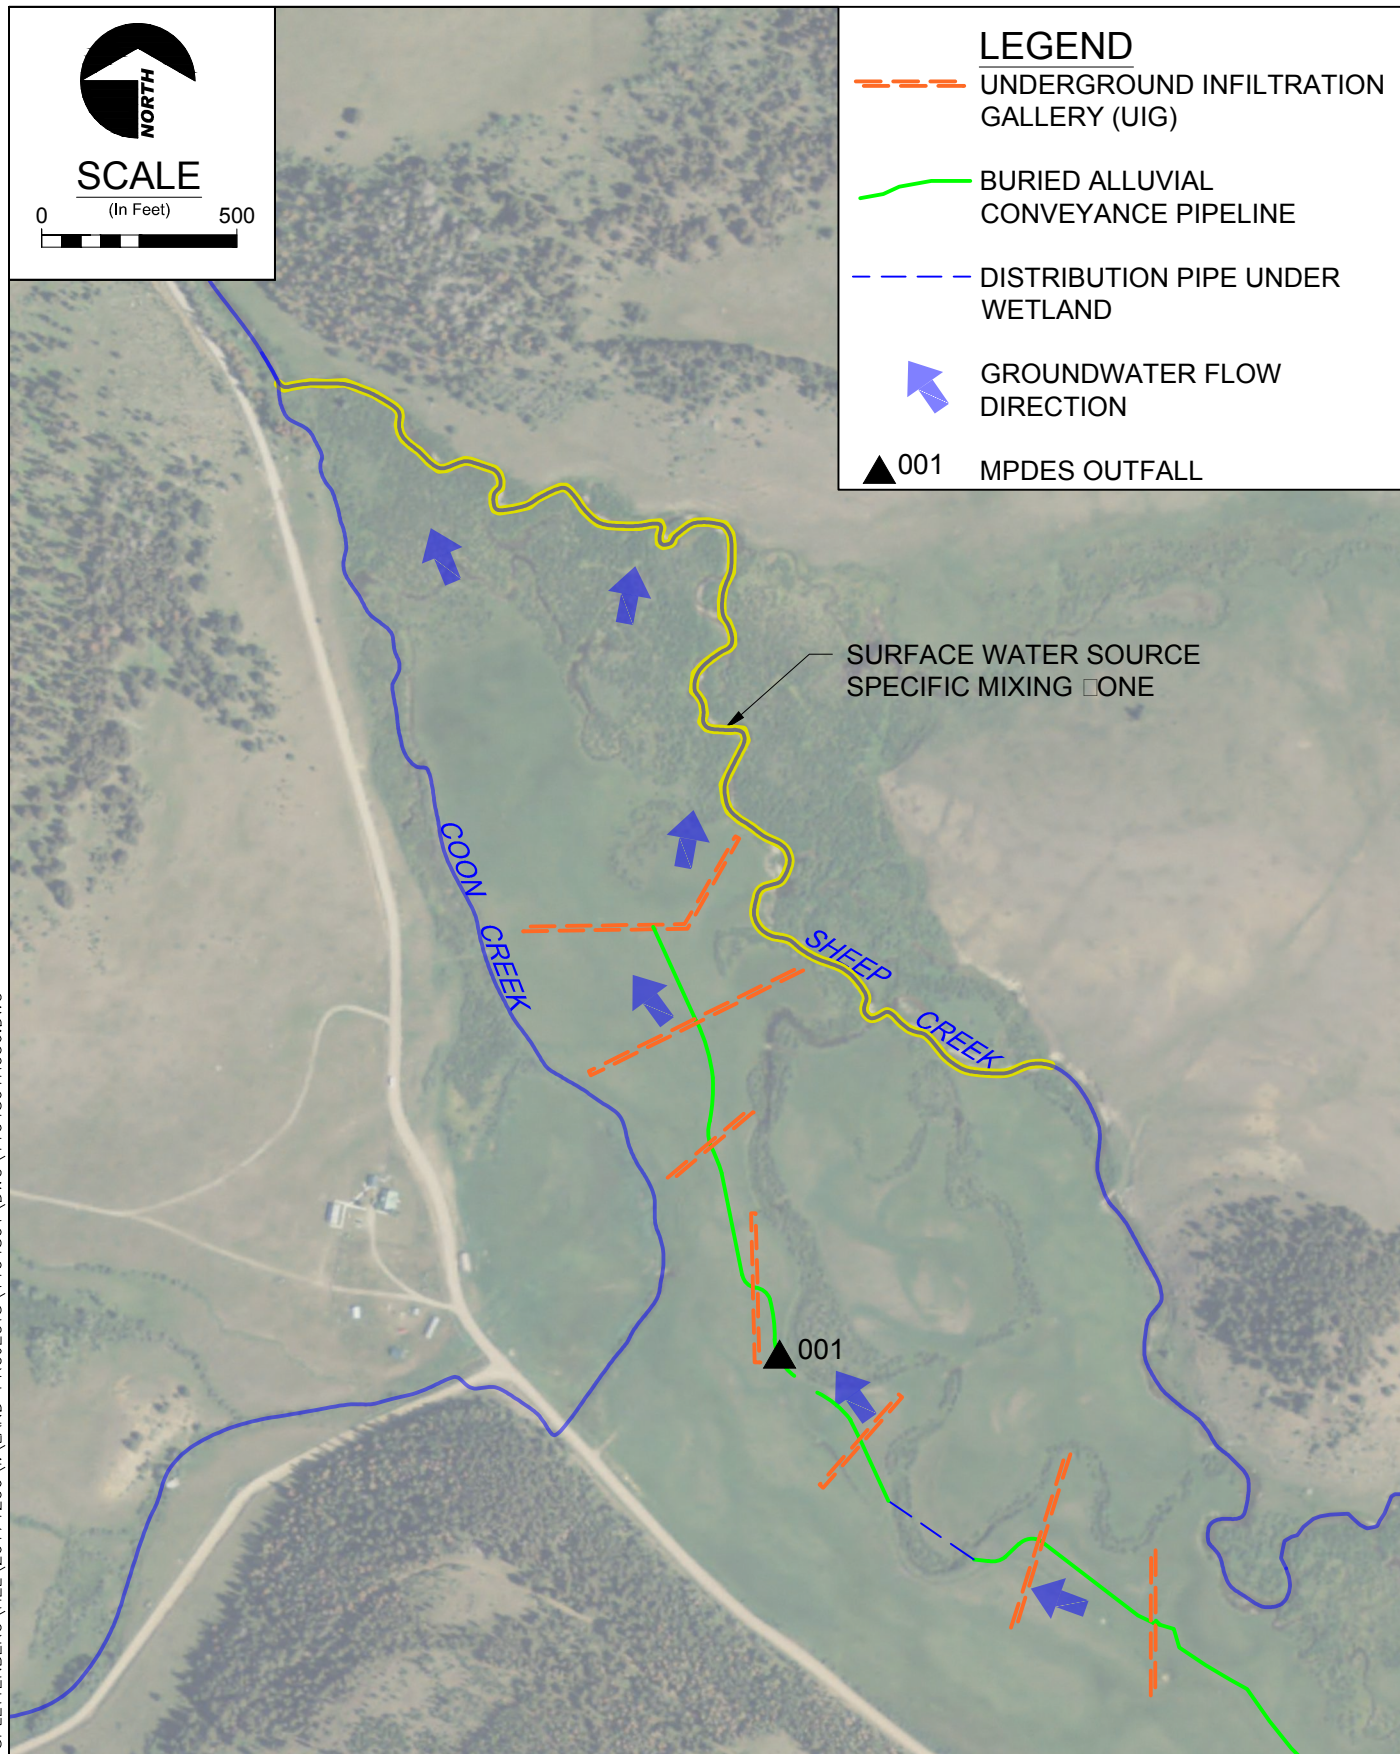 NORTH
SCALE
(In Feet)
0 500
LEGEND
UNDERGROUND INFILTRATION
GALLERY (UIG)
BURIED ALLUVIAL
CONVEYANCE PIPELINE
DISTRIBUTION PIPE UNDER
WETLAND
GROUNDWATER FLOW
DIRECTION
001 MPDES OUTFALL
SURFACE WATER SOURCE
SPECIFIC MIXING □ONE
COON CREEK
SHEEP CREEK
001